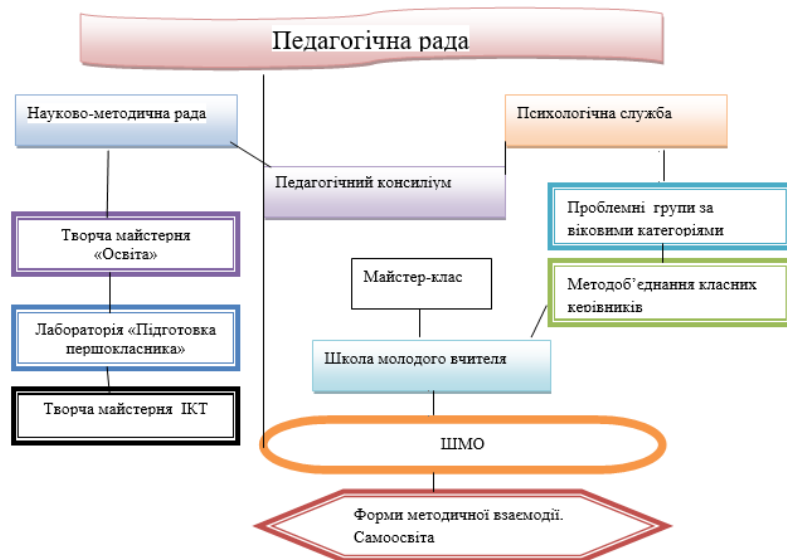 Педагогічна рада
Науково-методична рада
Психологічна служба
Педагогічний консиліум
Творча майстерня
«Освіта»
Проблемні групи за
віковими категоріями
Майстер-клас
Методоб’єднання класних
керівників
Лабораторія «Підготовка
першокласника»
Школа молодого вчителя
Творча майстерня ІКТ
ШМО
Форми методичної взаємодії.
Самоосвіта